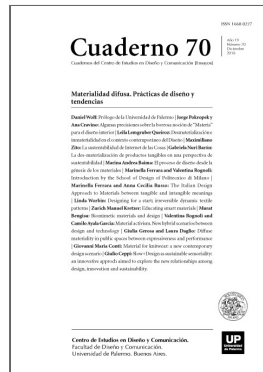 ISSN 1668-0227
Cuaderno 70
Año 19
Número 70
Diciembre
2018
Cuadernos del Centro de Estudios en Diseño y Comunicación [Ensayos]
Materialidad difusa. Prácticas de diseño y
tendencias
Daniel Wolf: Prólogo de la Universidad de Palermo | Jorge Pokropek y
Ana Cravino: Algunas precisiones sobre la borrosa noción de "Materia"
para el diseño interior | Leila Lemgruber Queiroz: Desmaterialización e
inmaterialidad en el contexto contemporáneo del Diseño | Maximiliano
Zito: La sustentabilidad de Internet de las Cosas | Gabriela Nuri Barón:
La des-materialización de productos tangibles en una perspectiva de
sustentabilidad | Marina Andrea Baima: El proceso de diseño desde la
génesis de los materiales | Marinella Ferrara and Valentina Rognoli:
Introduction by the School of Design of Politecnico di Milano |
Marinella Ferrara and Anna Cecilia Russo: The Italian Design
Approach to Materials between tangible and intangible meanings
| Linda Worbin: Designing for a start; irreversible dynamic textile
patterns | Zurich Manuel Kretzer: Educating smart materials | Murat
Bengisu: Biomimetic materials and design | Valentina Rognoli and
Camilo Ayala García: Material activism. New hybrid scenarios between
design and technology | Giulia Gerosa and Laura Daglio: Diffuse
materiality in public spaces between expressiveness and performance
| Giovanni Maria Conti: Material for knitwear: a new contemporary
design scenario | Giulio Ceppi: Slow+Design as sustainable sensoriality:
an innovative approach aimed to explore the new relationships among
design, innovation and sustainability.
Centro de Estudios en Diseño y Comunicación.
Facultad de Diseño y Comunicación.
Universidad de Palermo. Buenos Aires.
UP
Universidad
de Palermo